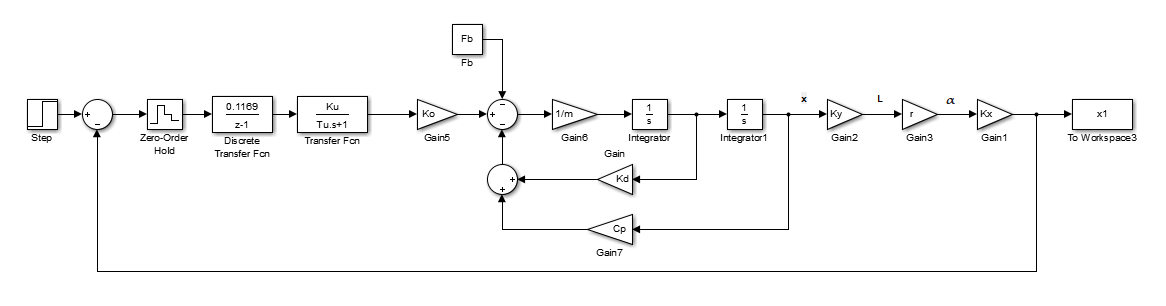 Fb
Fb
Step
Zero-Order
Hold
0.1169
z-1
Discrete
Transfer Fcn
Ku
Tu.s+1
Transfer Fcn
Ko
Gain5
1/m
Gain6
1
s
Integrator
1
s
Integrator1
x
Ky
Gain2
L
r
Gain3
α
Kx
Gain1
x1
To Workspace3
Gain
Kd
Cp
Gain7